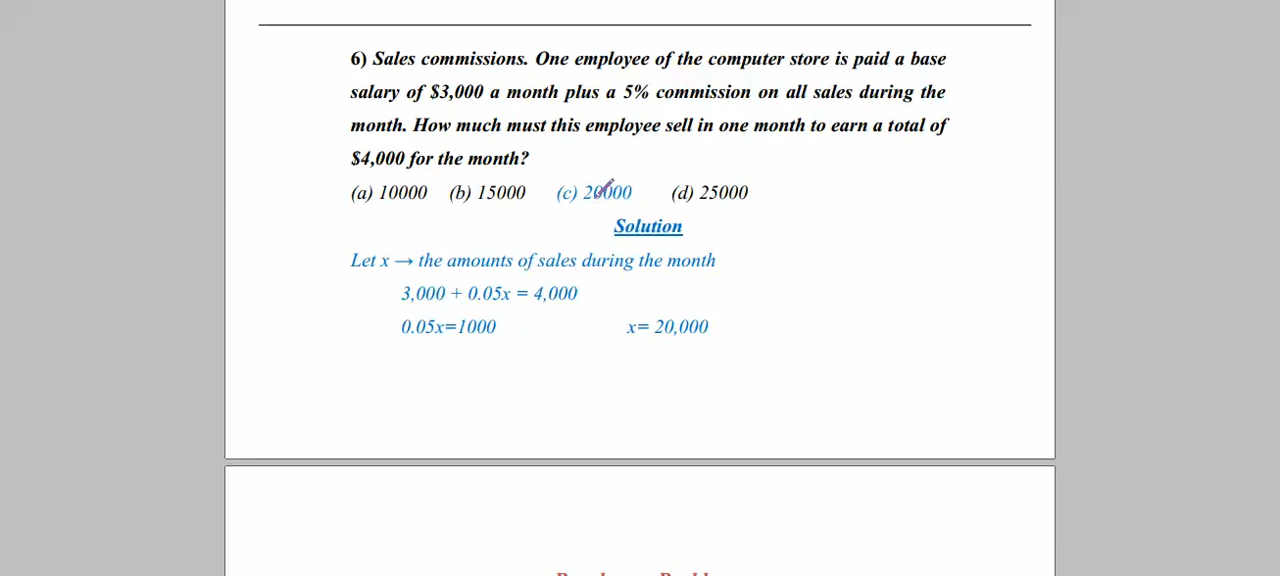 6) Sales commissions. One employee of the computer store is paid a base
salary of $3,000 a month plus a 5% commission on all sales during the
month. How much must this employee sell in one month to earn a total of
$4,000 for the month?
(a) 10000 (b) 15000 (c) 20000 (d) 25000
Solution
Let x → the amounts of sales during the month
3,000 + 0.05x = 4,000
0.05x=1000 x= 20,000